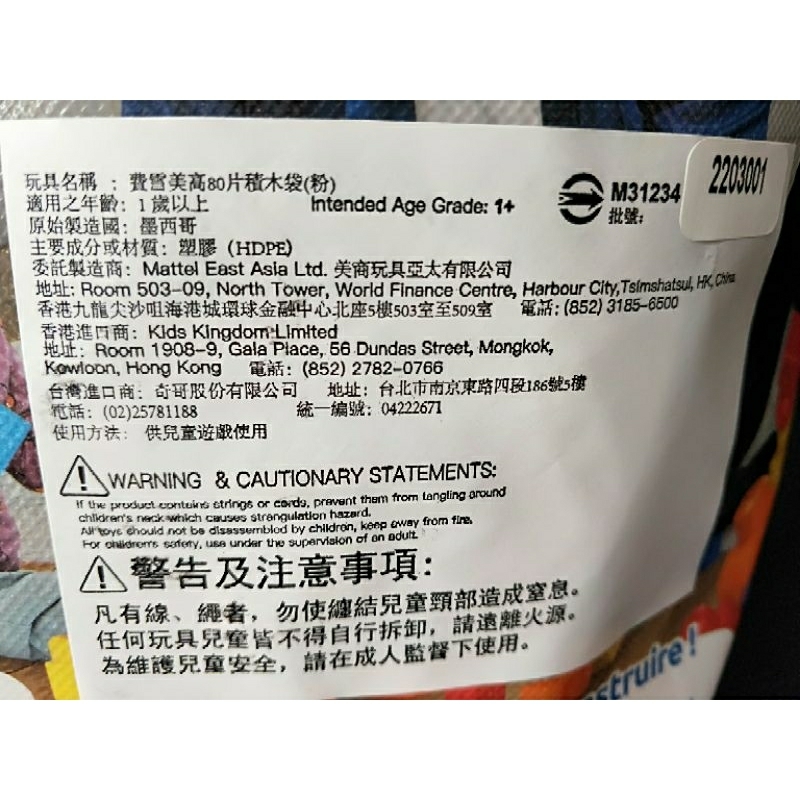 玩具名稱：費雪美高80片積木袋(粉)
適用之年齡：1歲以上 Intended Age Grade: 1+
M31234
批號：
2203001
原始製造國：墨西哥
主要成分或材質：塑膠 (HDPE)
委託製造商：Mattel East Asia Ltd. 美商玩具亞太有限公司
地址: Room 503-09, North Tower, World Finance Centre, Harbour City, Tsimshatsui, HK, China
香港九龍尖沙咀海港城環球金融中心北座5樓503室至509室 電話: (852) 3185-6500
香港進口商：Kids Kingdom Limited
地址: Room 1908-9, Gala Place, 56 Dundas Street, Mongkok,
Kowloon, Hong Kong 電話: (852) 2782-0766
台灣進口商：奇哥股份有限公司 地址：台北市南京東路四段186號5樓
電話: (02)25781188 統一編號：04222671
使用方法：供兒童遊戲使用
WARNING & CAUTIONARY STATEMENTS:
If the product contains strings or cords, prevent them from tangling around
children's neck which causes strangulation hazard.
All toys should not be disassembled by children, keep away from fire.
For children's safety, use under the supervision of an adult.
警告及注意事項：
凡有線、繩者，勿使纏結兒童頸部造成窒息。
任何玩具兒童皆不得自行拆卸，請遠離火源。
為維護兒童安全，請在成人監督下使用。
struire !